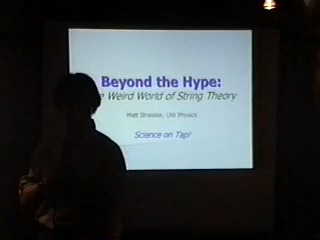 Beyond the Hype:
e Weird World of String Theory
Matt Strassler, UW Physics
Science on Tap!